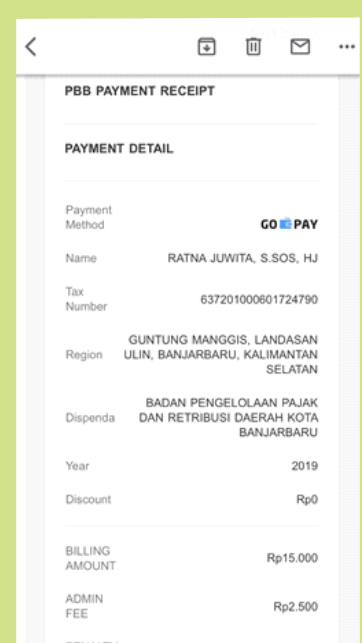 PBB PAYMENT RECEIPT
PAYMENT DETAIL
Payment
Method
GO PAY
Name
RATNA JUWITA, S.SOS, HJ
Tax
Number
637201000601724790
Region
GUNTUNG MANGGIS, LANDASAN
ULIN, BANJARBARU, KALIMANTAN
SELATAN
Dispenda
BADAN PENGELOLAAN PAJAK
DAN RETRIBUSI DAERAH KOTA
BANJARBARU
Year
2019
Discount
Rp0
BILLING
AMOUNT
Rp15.000
ADMIN
FEE
Rp2.500